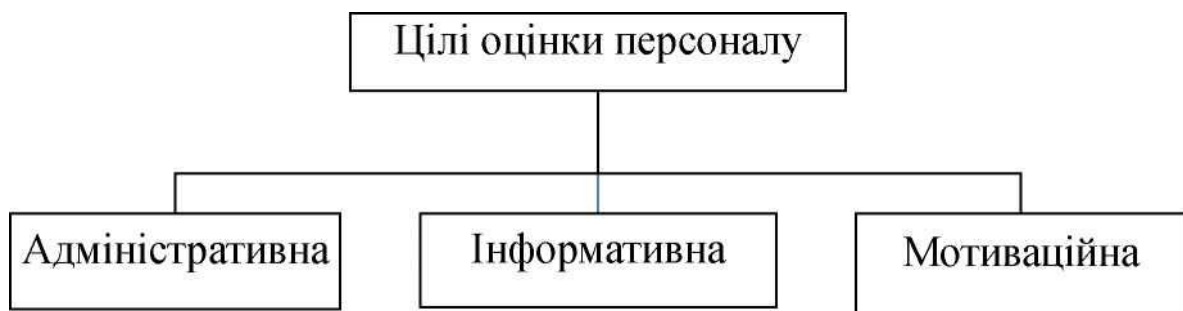 Цілі оцінки персоналу
Адміністративна
Інформативна
Мотиваційна